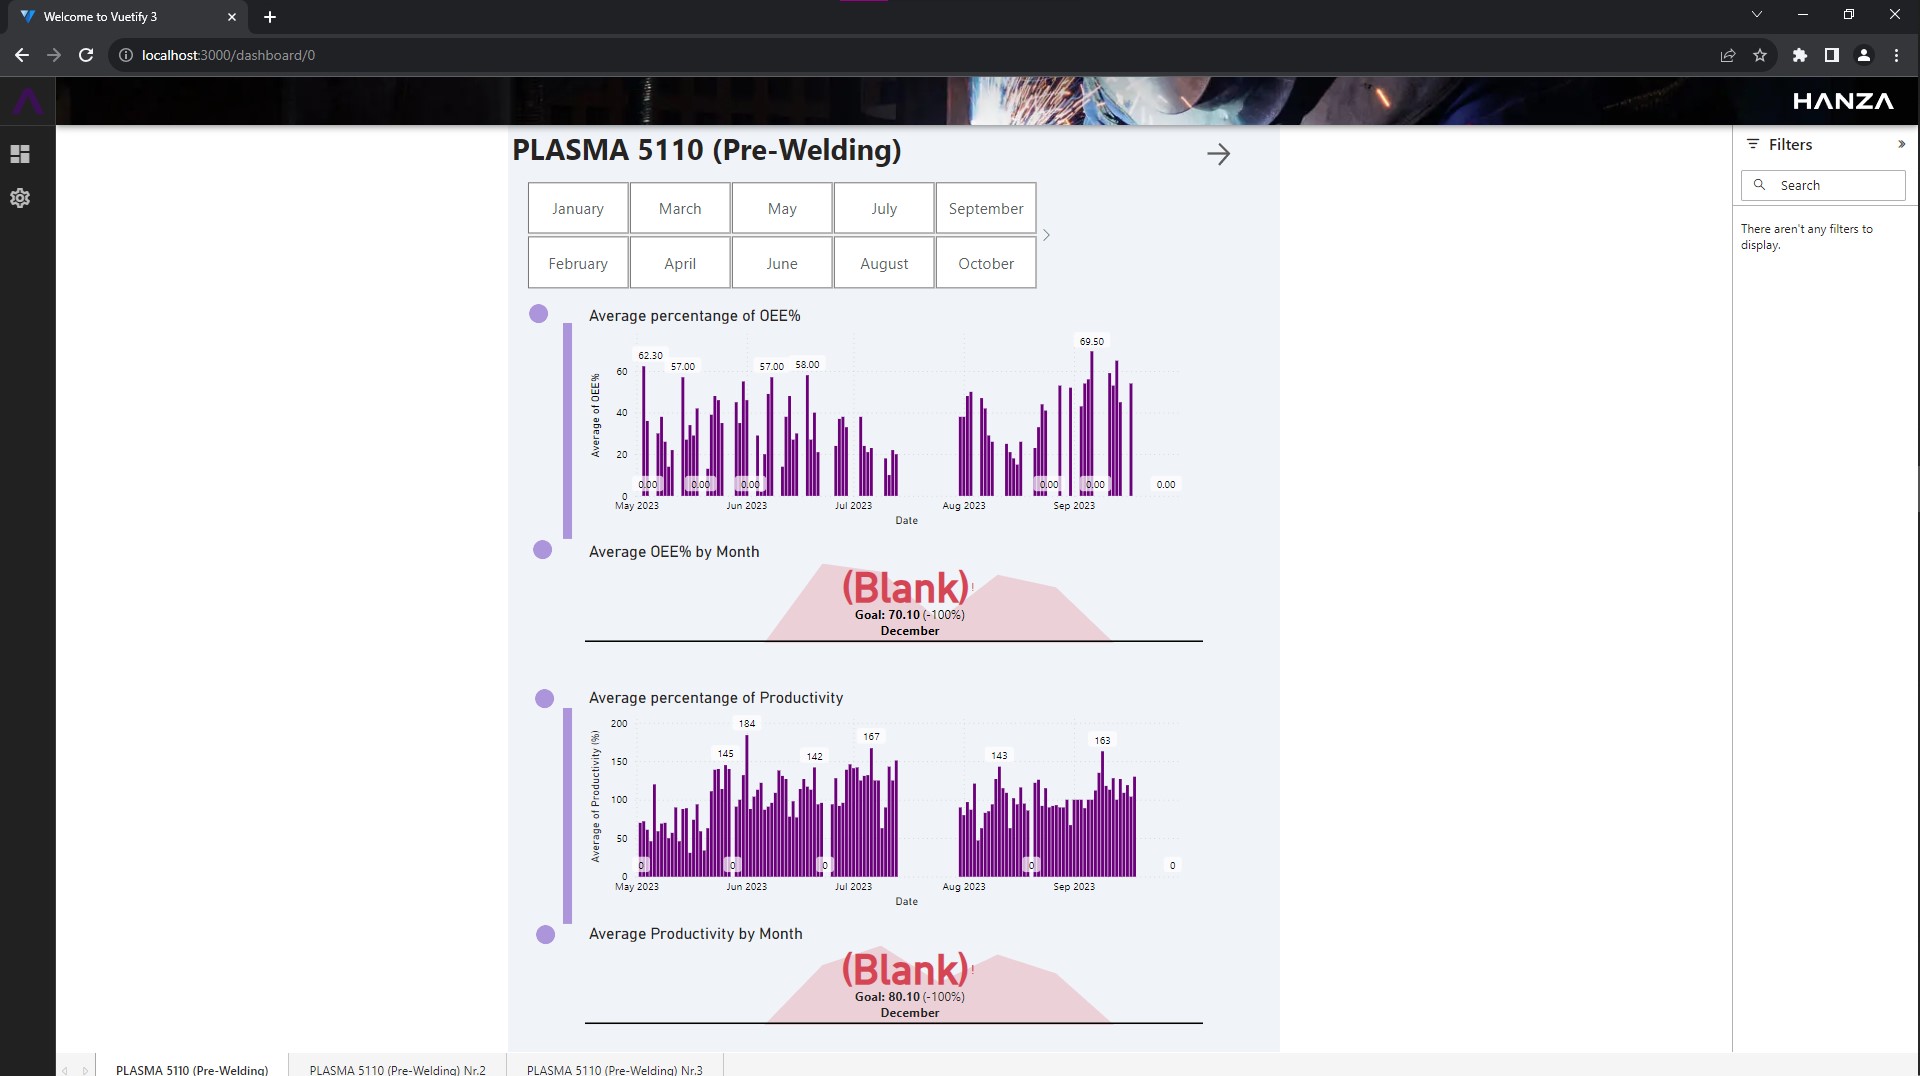 Welcome to Vuetify 3
localhost:3000/dashboard/0
HANZA
PLASMA 5110 (Pre-Welding)
January March May July September
February April June August October
Filters
Search
There aren't any filters to
display.
Average percentange of OEE%
Average of OEE%
60
40
20
0
62.30
57.00
57.00
58.00
69.50
0.00
0.00
0.00
0.00
0.00
0.00
May 2023 Jun 2023 Jul 2023 Aug 2023 Sep 2023
Date
Average OEE% by Month
(Blank)!
Goal: 70.10 (-100%)
December
Average percentange of Productivity
Average of Productivity (%)
200
150
100
50
0
145
184
142
167
143
163
0
0
0
0
0
May 2023 Jun 2023 Jul 2023 Aug 2023 Sep 2023
Date
Average Productivity by Month
(Blank)!
Goal: 80.10 (-100%)
December
PLASMA 5110 (Pre-Welding) PLASMA 5110 (Pre-Welding) Nr.2 PLASMA 5110 (Pre-Welding) Nr.3